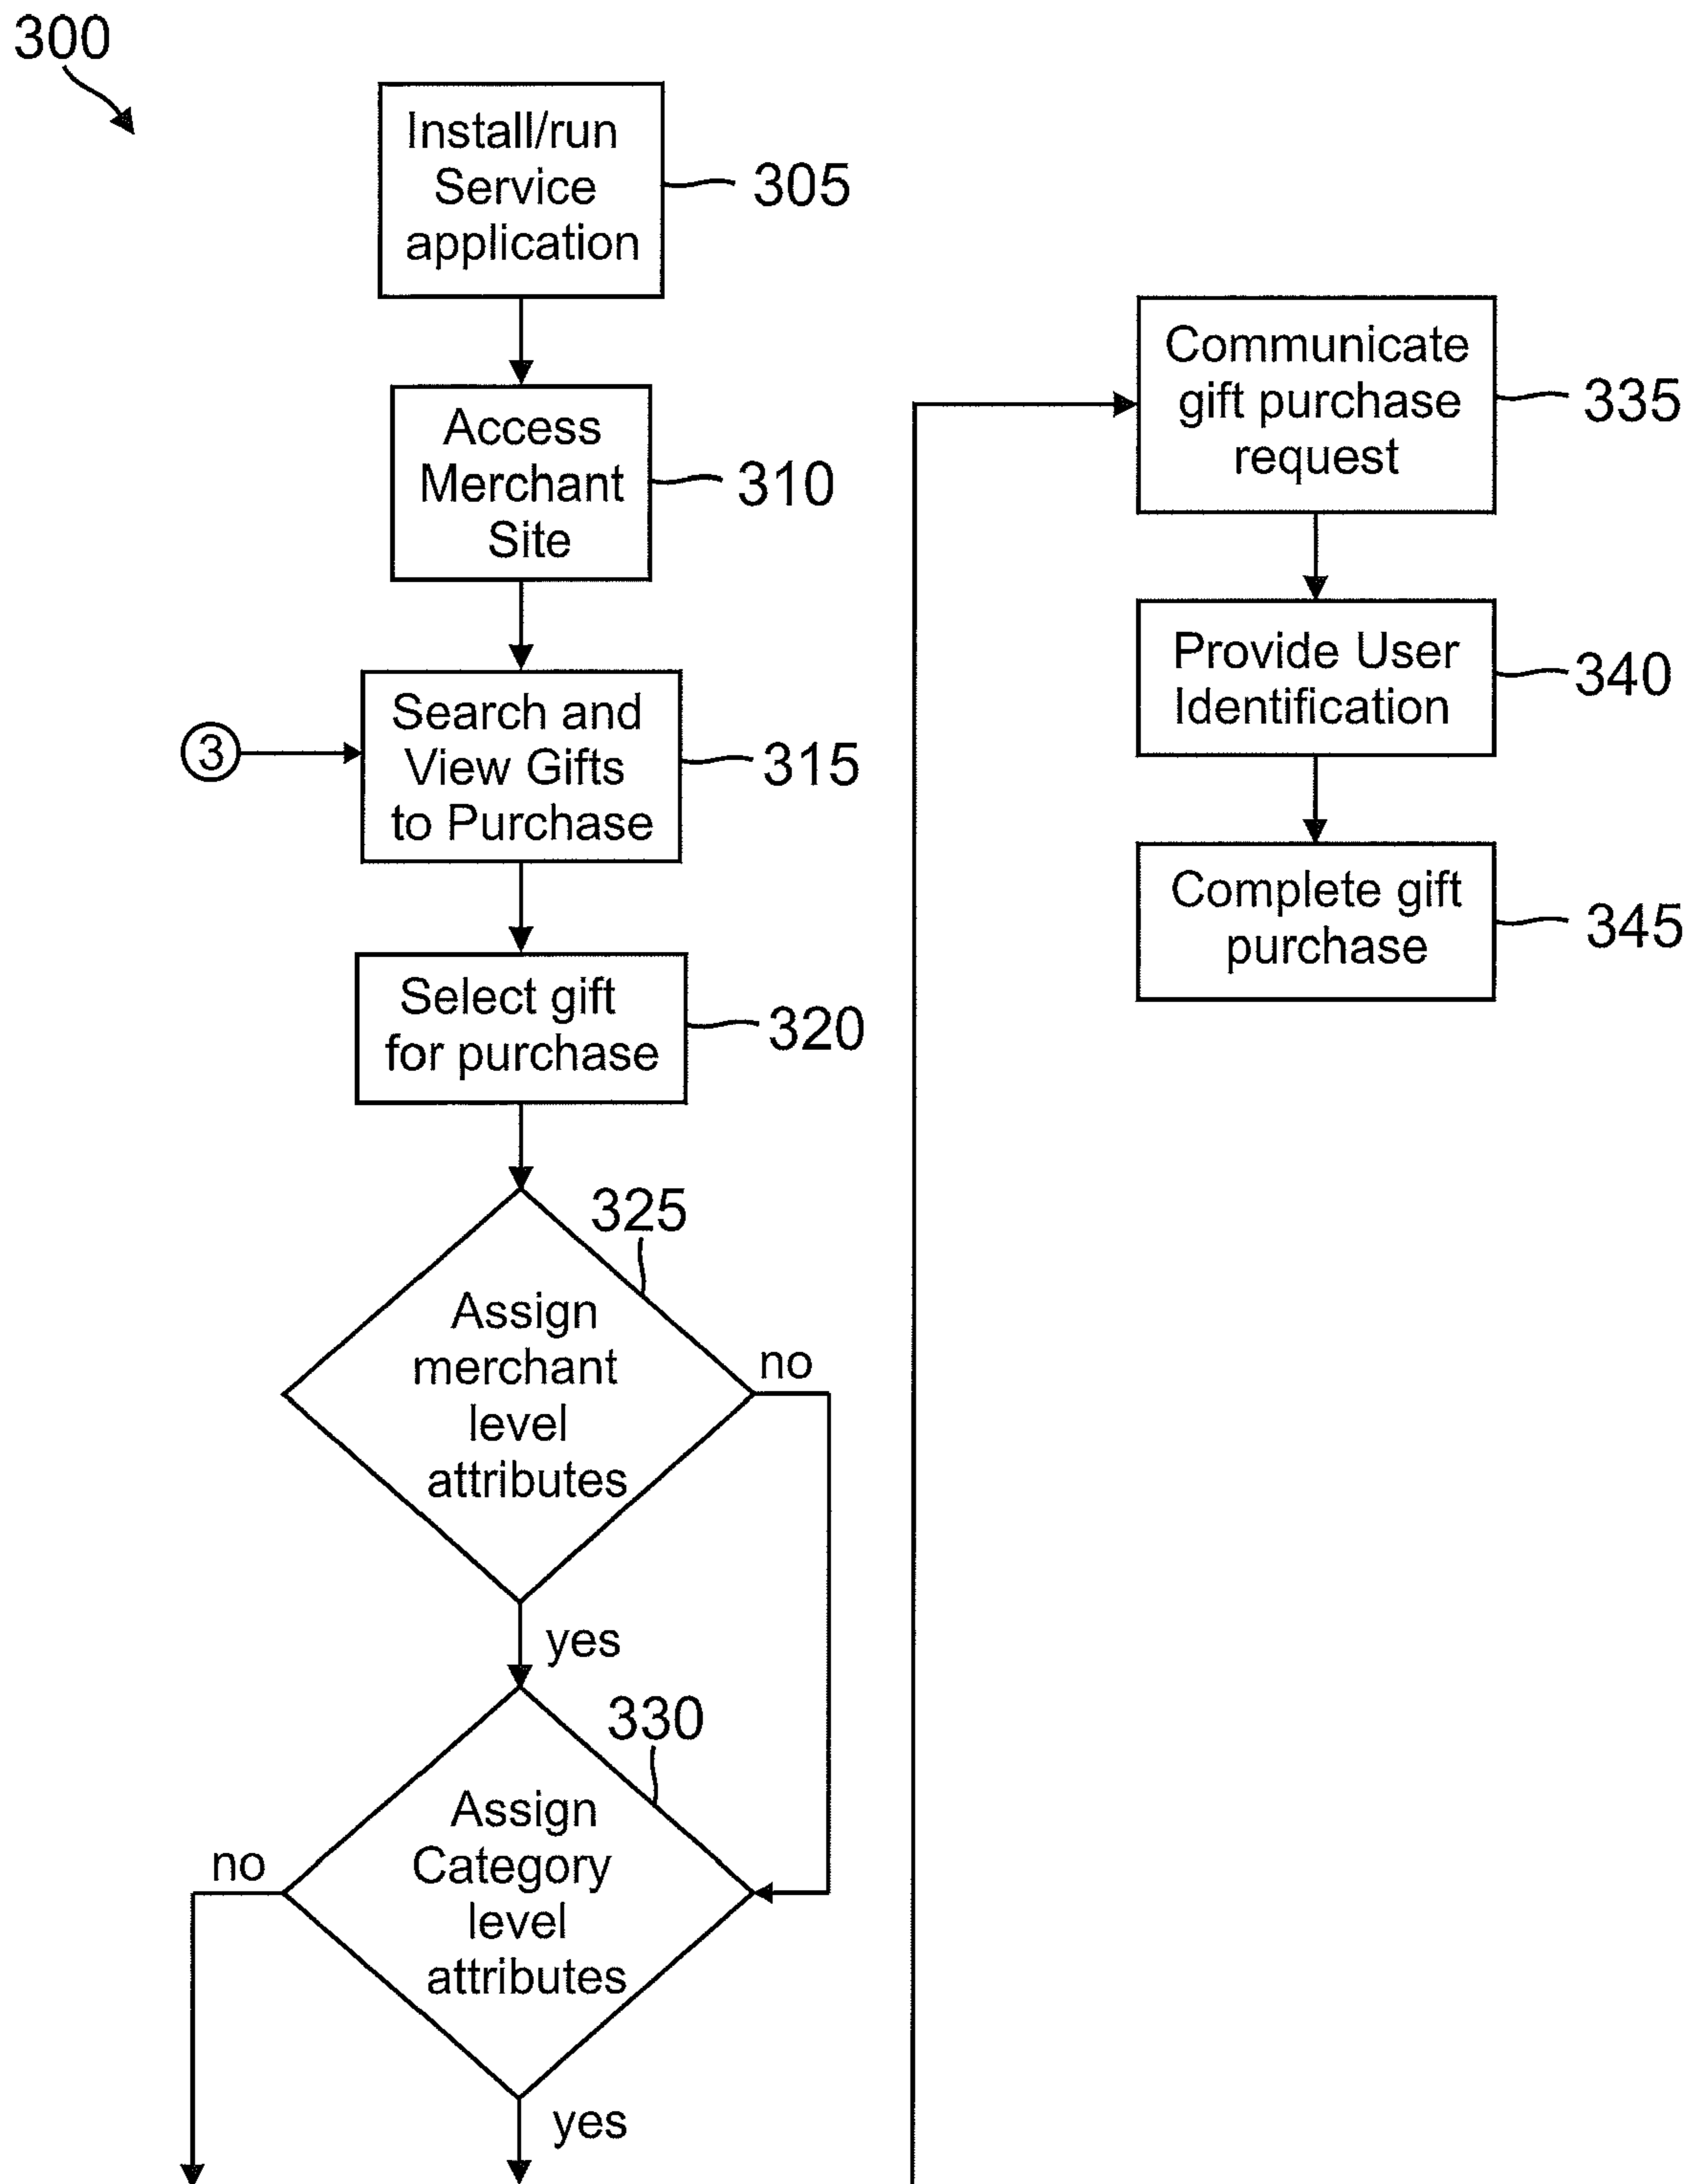 300
Install/run
Service
application
305
Access
Merchant
Site
310
3
Search and
View Gifts
to Purchase
315
Select gift
for purchase
320
325
Assign
merchant
level
attributes
no
yes
330
Assign
Category
level
attributes
no
yes
Communicate
gift purchase
request
335
Provide User
Identification
340
Complete gift
purchase
345